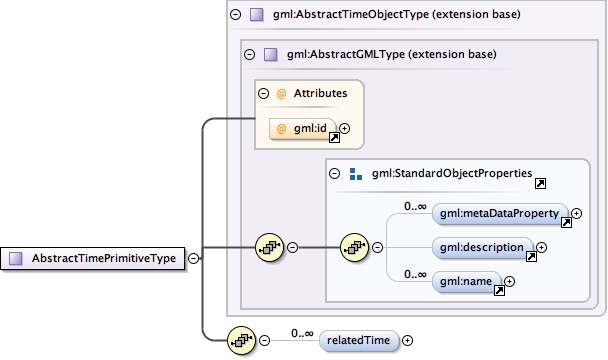 gml:AbstractTimeObjectType (extension base)
gml:AbstractGMLType (extension base)
@ Attributes
@ gml:id
gml:StandardObjectProperties
0..∞
gml:metaDataProperty
gml:description
0..∞
gml:name
AbstractTimePrimitiveType
0..∞
relatedTime